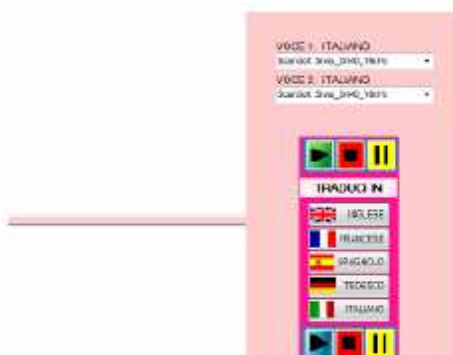 VOCE 1: ITALIANO
VOCE 2: ITALIANO
TRADUCI IN
INGLESE
FRANCESE
SPAGNOLO
TEDESCO
ITALIANO